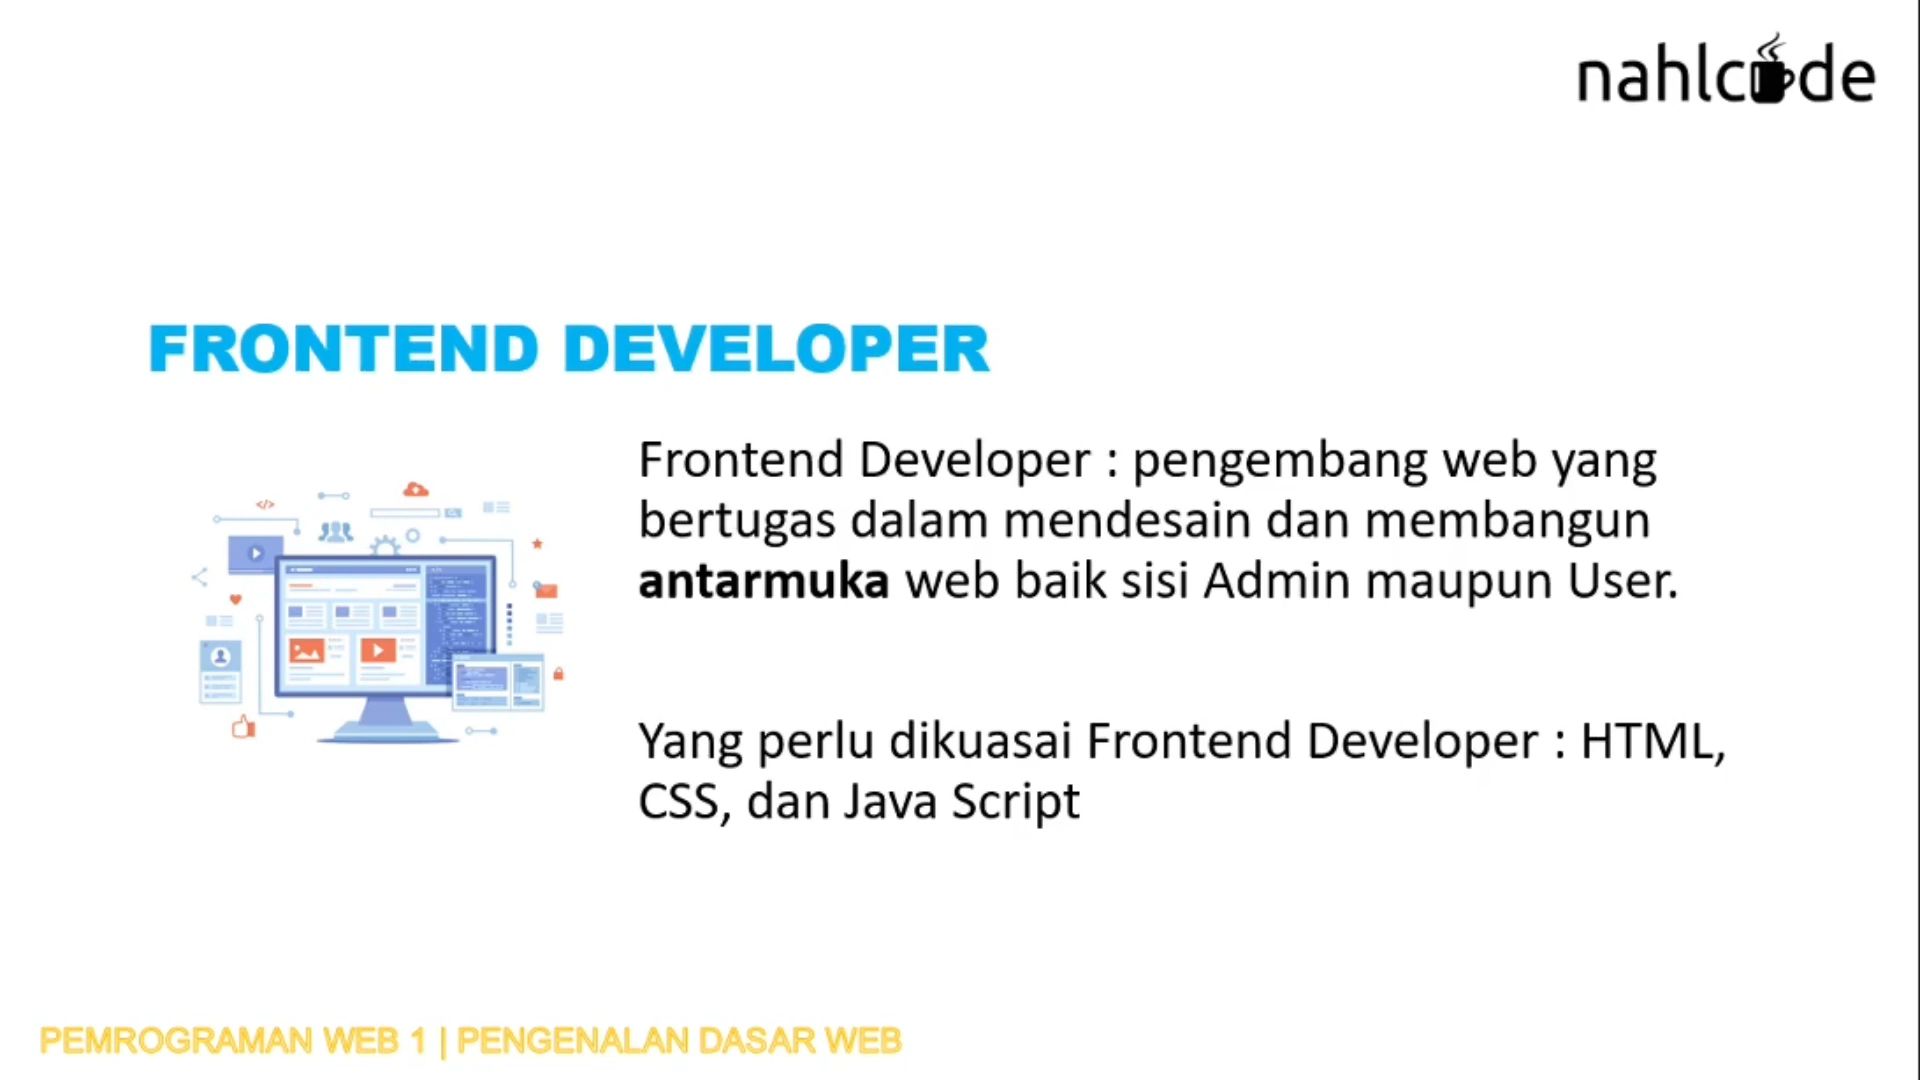 nahlcode
FRONTEND DEVELOPER
Frontend Developer : pengembang web yang
bertugas dalam mendesain dan membangun
antarmuka web baik sisi Admin maupun User.
Yang perlu dikuasai Frontend Developer : HTML,
CSS, dan Java Script
PEMROGRAMAN WEB 1 | PENGENALAN DASAR WEB